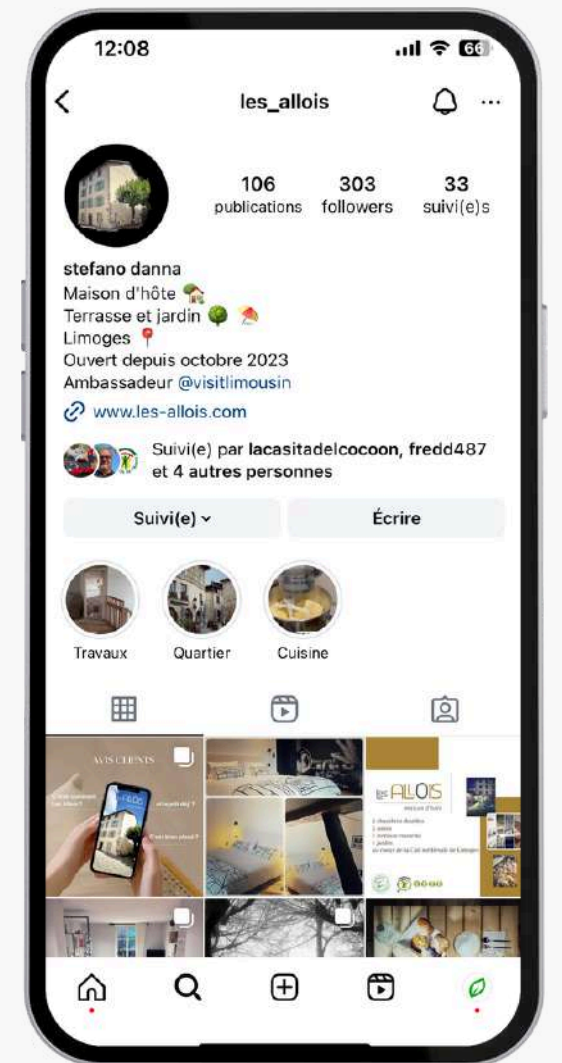 12:08
66
les_allois
106 303 33
publications followers suivi(e)s
stefano danna
Maison d'hôte
Terrasse et jardin
Limoges
Ouvert depuis octobre 2023
Ambassadeur @visitlimousin
www.les-allois.com
Suivi(e) par lacasitadelcocoon, fredd487
et 4 autres personnes
Suivi(e) Écrire
Travaux Quartier Cuisine
AVIS CLIENTS
ALLOIS